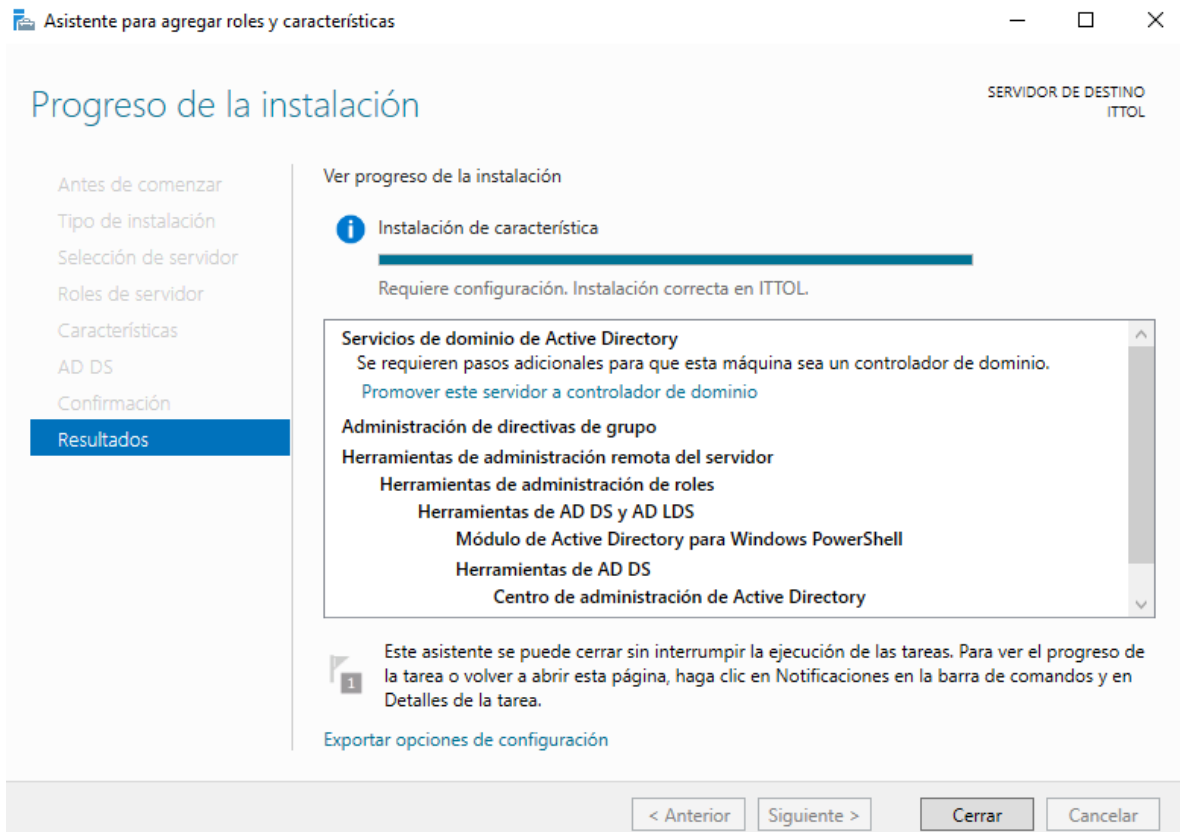 Asistente para agregar roles y características
Progreso de la instalación
SERVIDOR DE DESTINO
ITTOL
Antes de comenzar
Tipo de instalación
Selección de servidor
Roles de servidor
Características
AD DS
Confirmación
Resultados
Ver progreso de la instalación
Instalación de característica
Requiere configuración. Instalación correcta en ITTOL.
Servicios de dominio de Active Directory
Se requieren pasos adicionales para que esta máquina sea un controlador de dominio.
Promover este servidor a controlador de dominio
Administración de directivas de grupo
Herramientas de administración remota del servidor
Herramientas de administración de roles
Herramientas de AD DS y AD LDS
Módulo de Active Directory para Windows PowerShell
Herramientas de AD DS
Centro de administración de Active Directory
1
Este asistente se puede cerrar sin interrumpir la ejecución de las tareas. Para ver el progreso de
la tarea o volver a abrir esta página, haga clic en Notificaciones en la barra de comandos y en
Detalles de la tarea.
Exportar opciones de configuración
< Anterior
Siguiente >
Cerrar
Cancelar